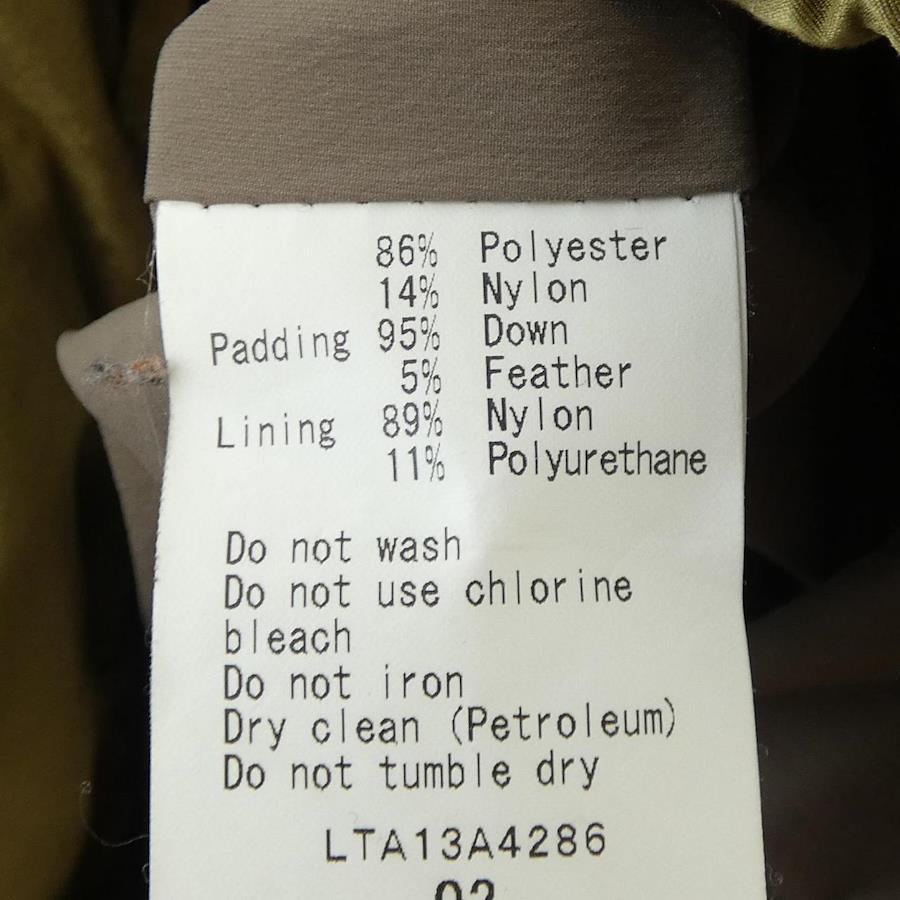 86% Polyester
14% Nylon
Padding 95% Down
5% Feather
Lining 89% Nylon
11% Polyurethane
Do not wash
Do not use chlorine
bleach
Do not iron
Dry clean (Petroleum)
Do not tumble dry
LTA13A4286